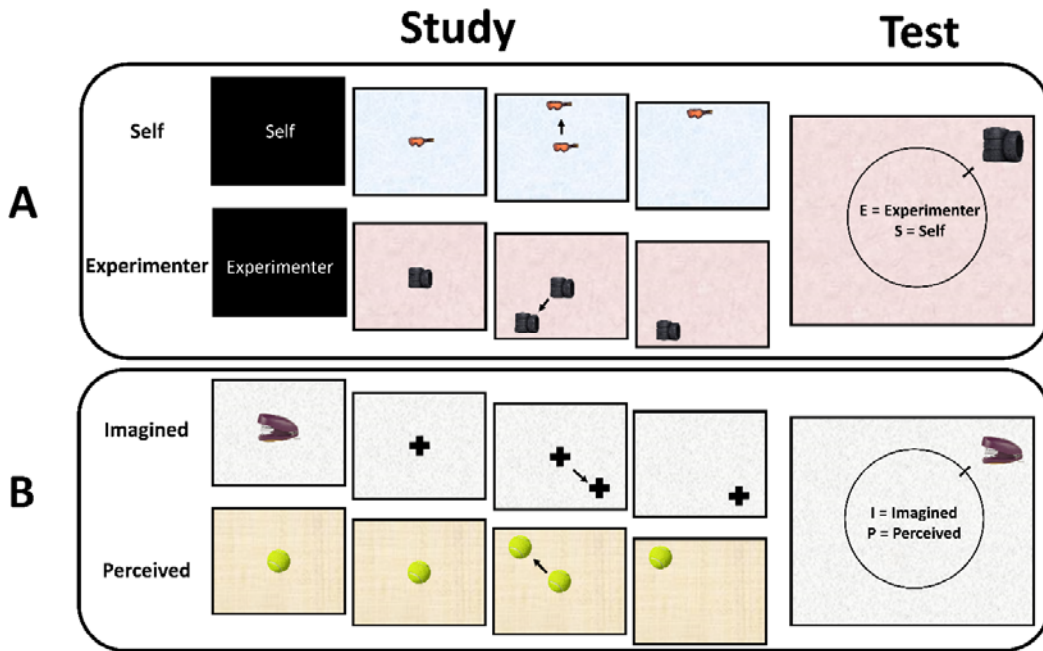 Study
Test
A
Self
Self
Experimenter
Experimenter
E = Experimenter
S = Self
B
Imagined
Perceived
I = Imagined
P = Perceived